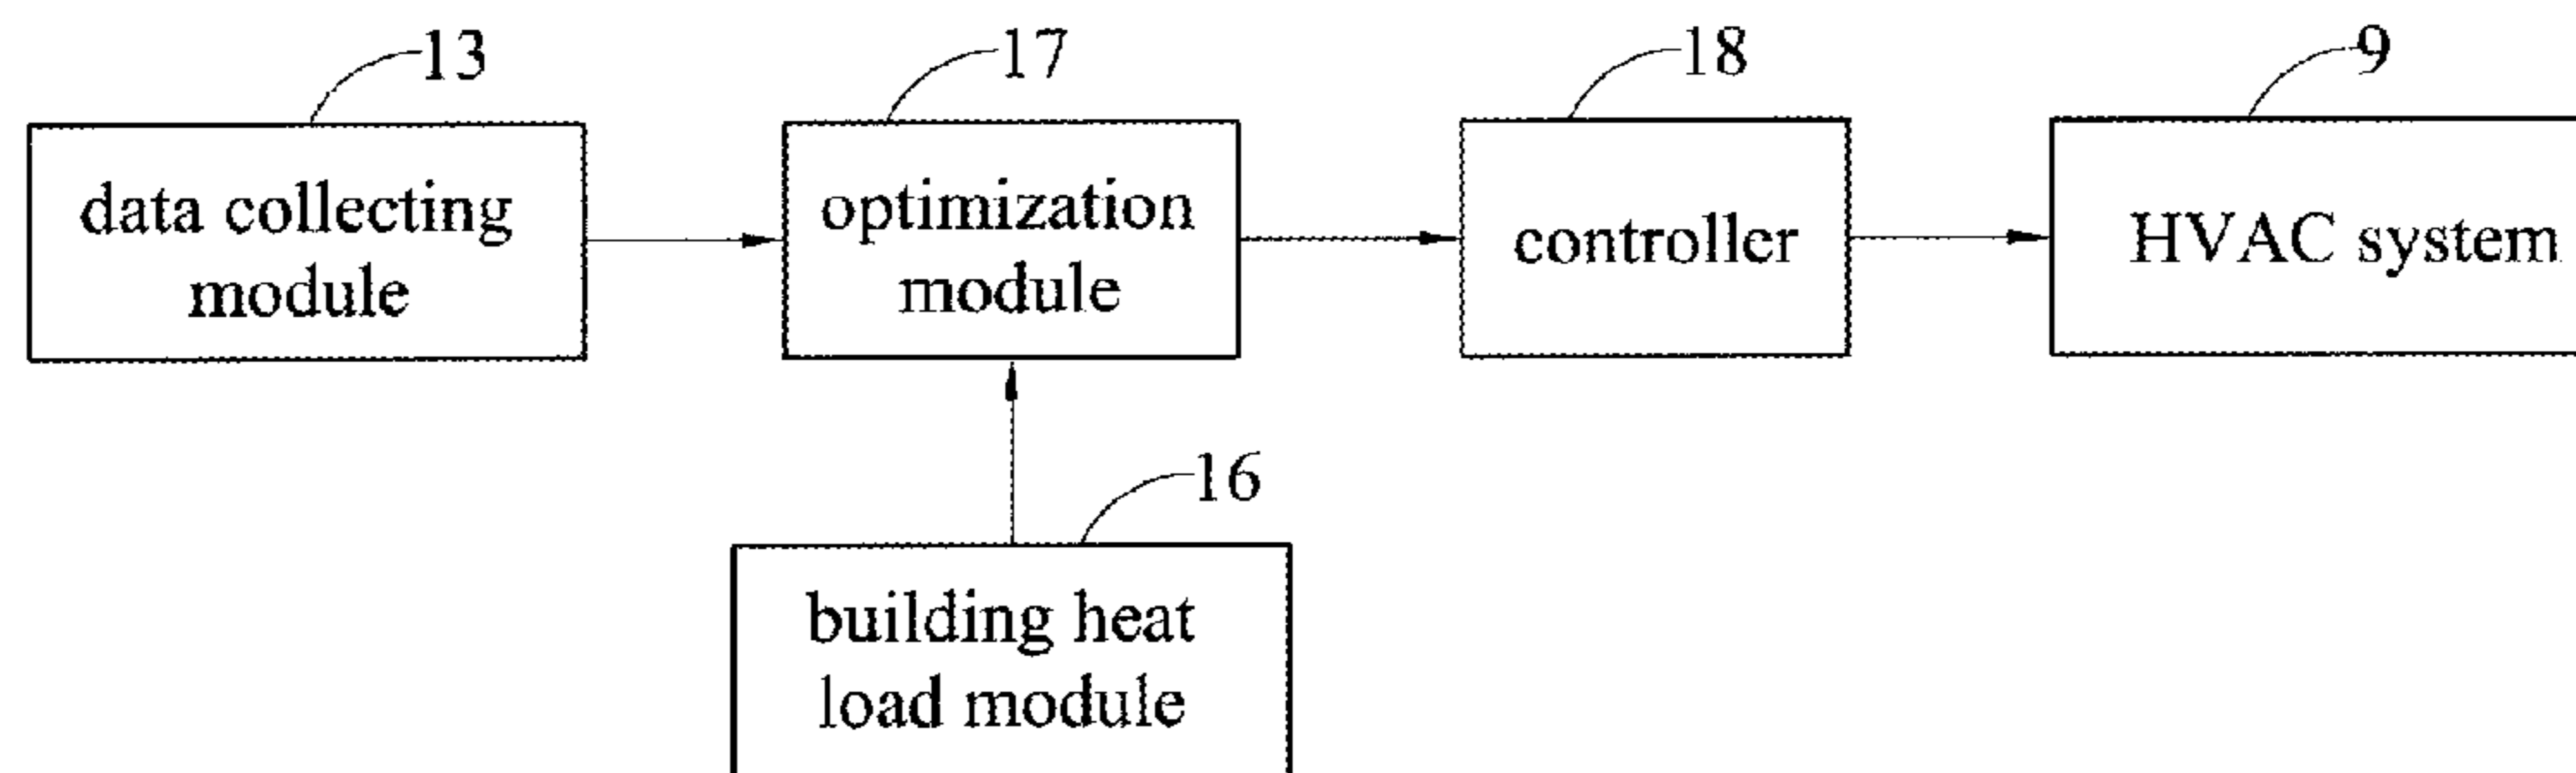 13
17
18
9
data collecting
module
optimization
module
controller
HVAC system
16
building heat
load module